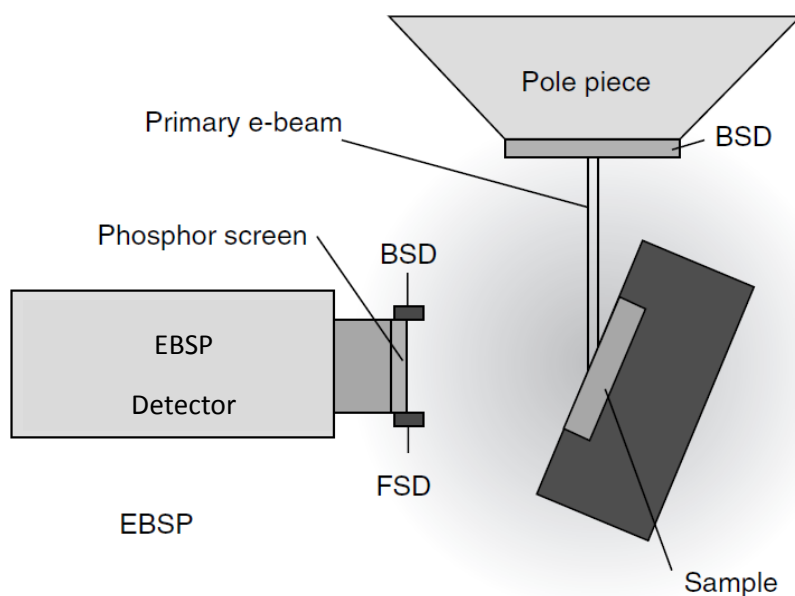 Pole piece
Primary e-beam
BSD
Phosphor screen
BSD
EBSP
Detector
FSD
EBSP
Sample